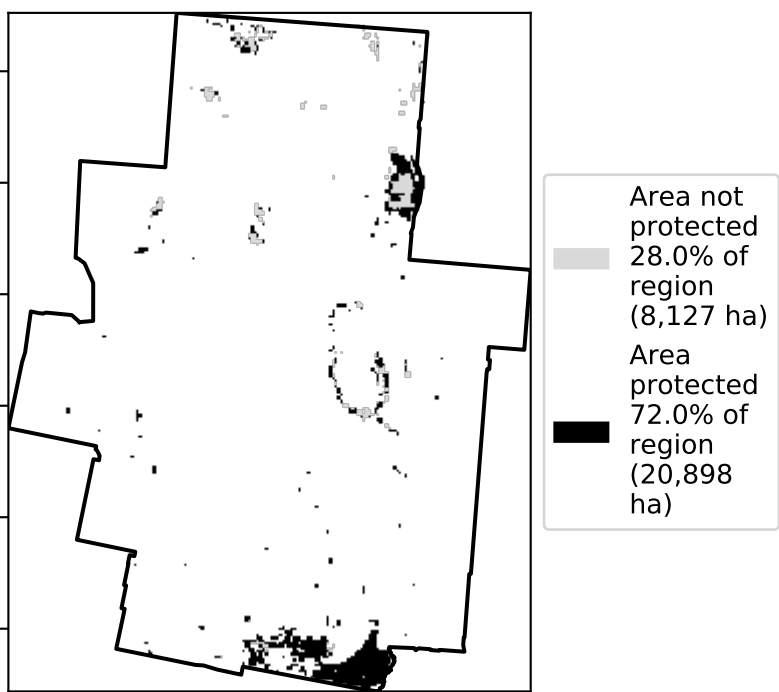 Area not
protected
28.0% of
region
(8,127 ha)
Area
protected
72.0% of
region
(20,898
ha)